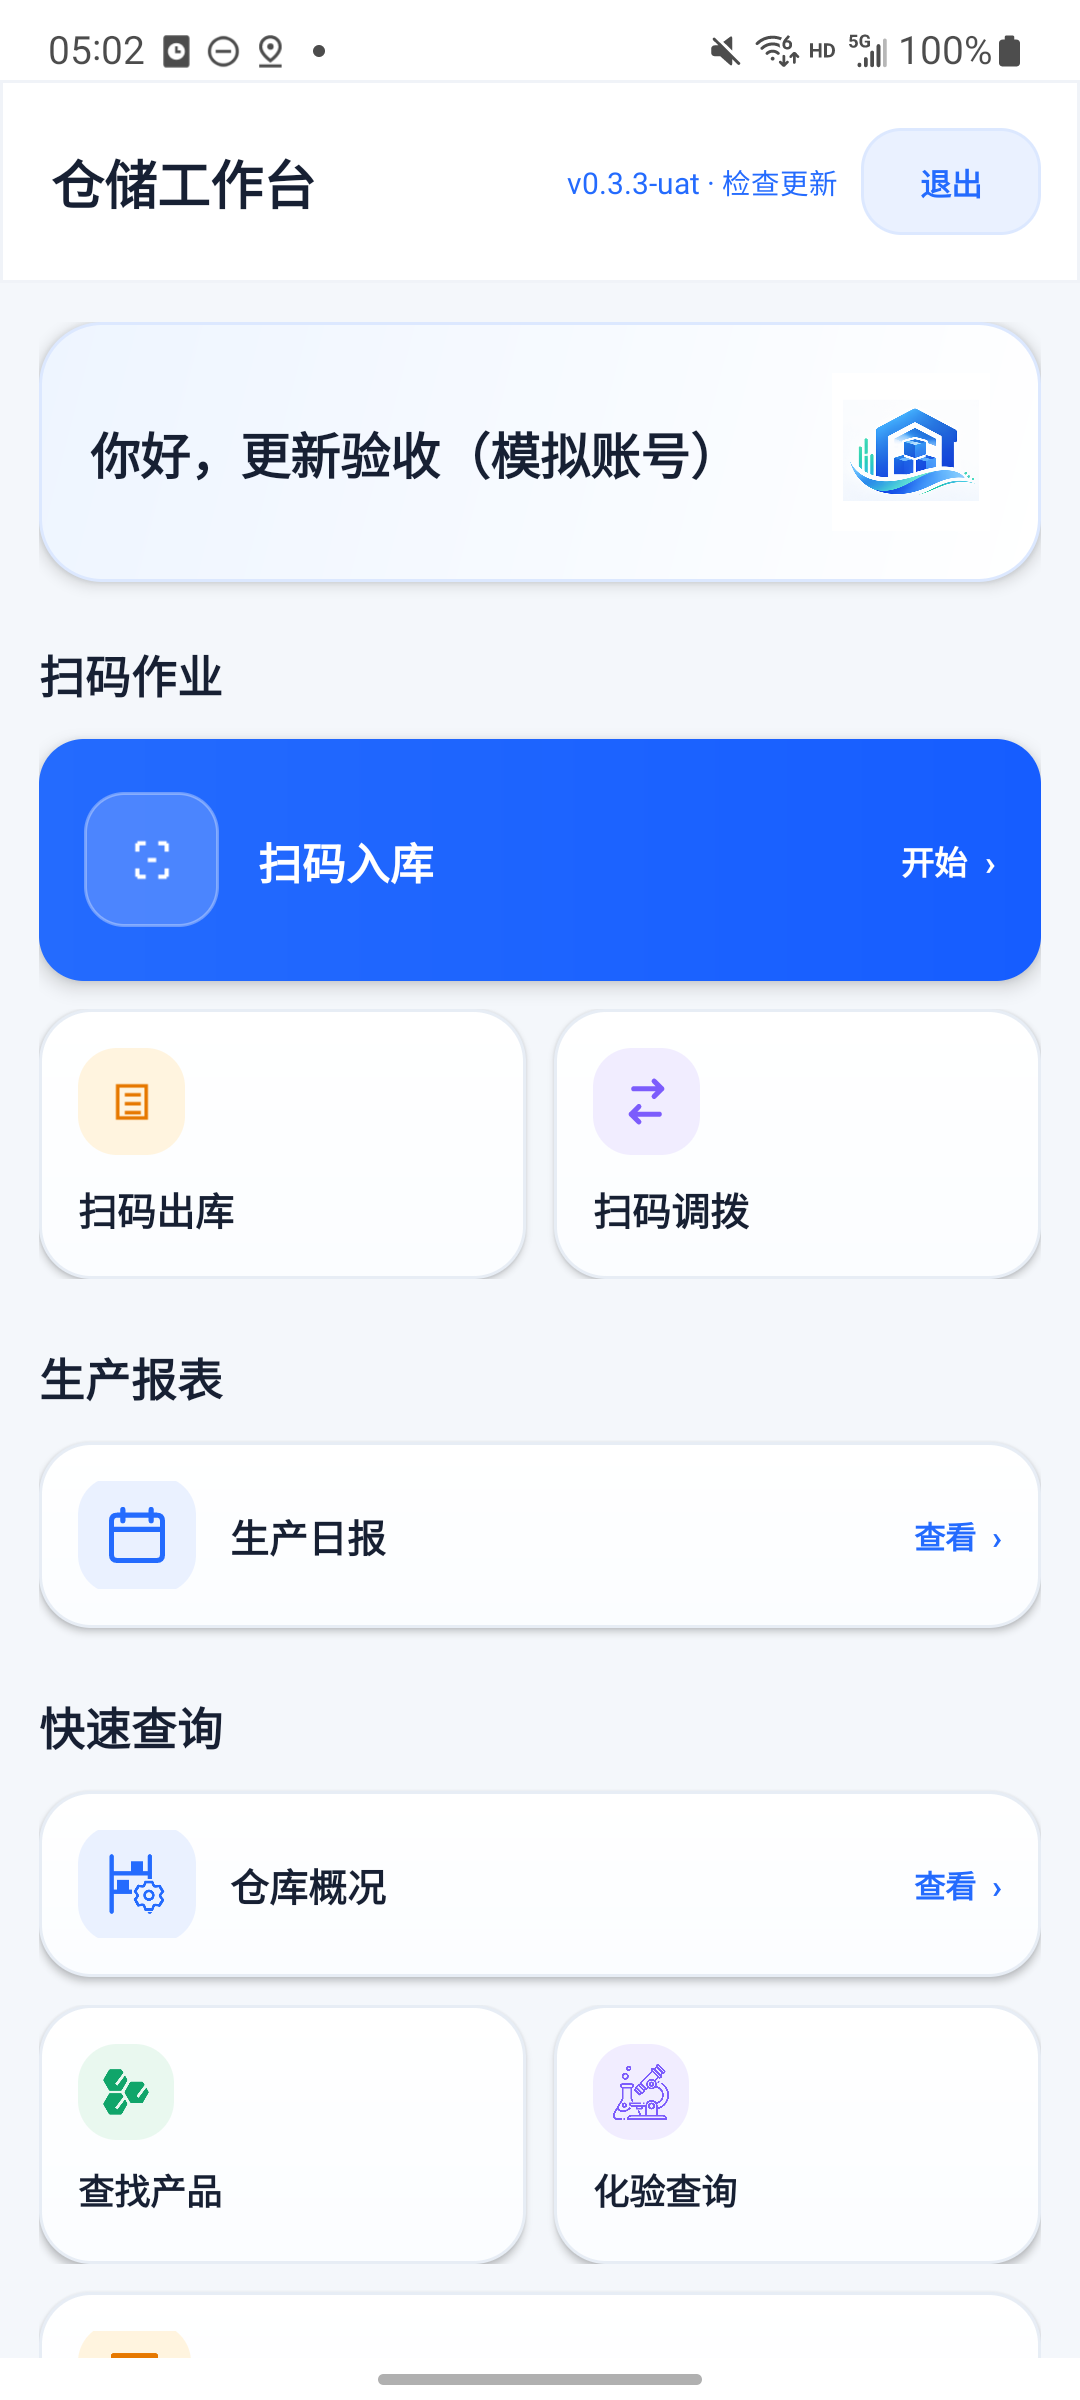 05:02
HD 5G 100%
仓储工作台
v0.3.3-uat · 检查更新
退出
你好，更新验收（模拟账号）
扫码作业
扫码入库
开始 ›
扫码出库
扫码调拨
生产报表
生产日报
查看 ›
快速查询
仓库概况
查看 ›
查找产品
化验查询